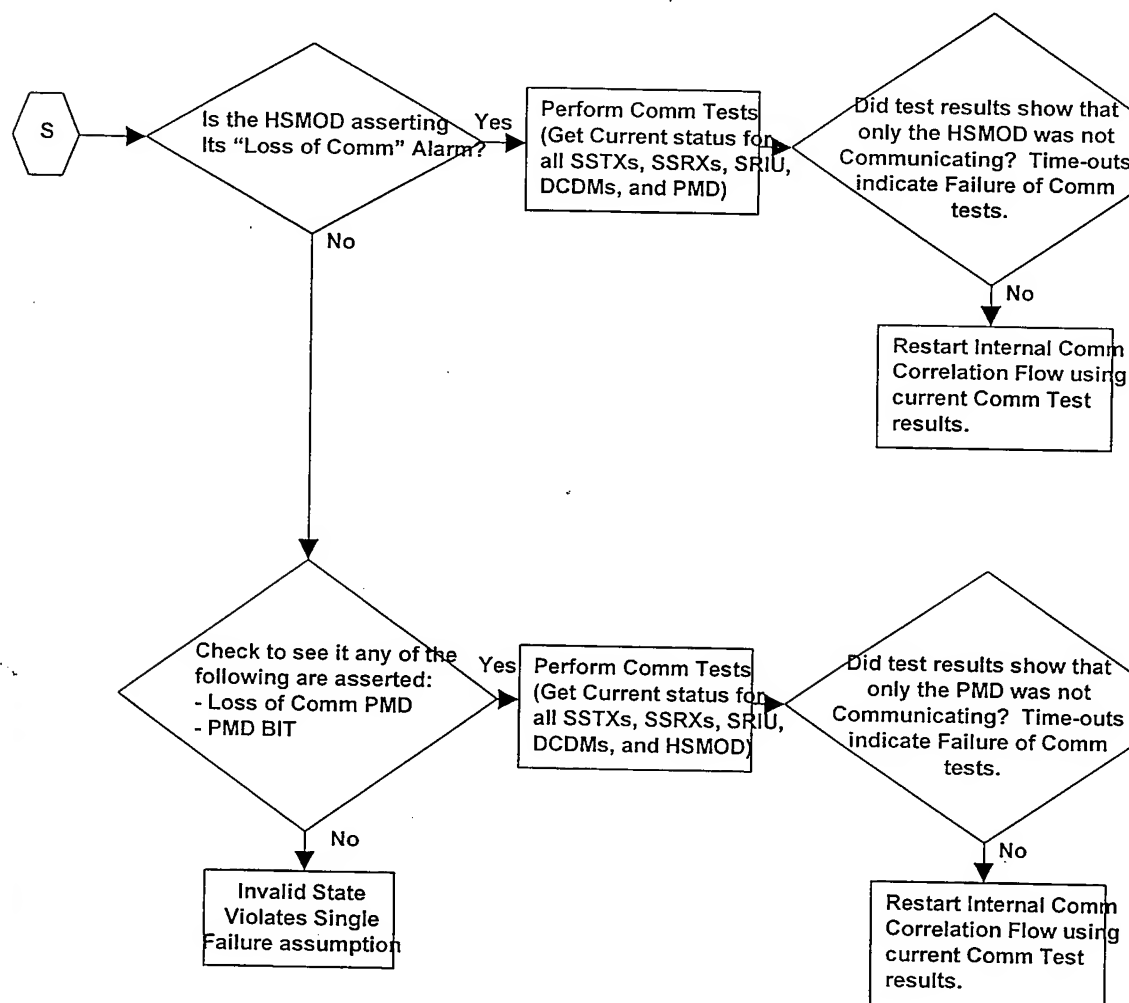 S
Is the HSMOD asserting
Its “Loss of Comm” Alarm?
Yes
Perform Comm Tests
(Get Current status for
all SSTXs, SSRXs, SRIU,
DCDMs, and PMD)
Did test results show that
only the HSMOD was not
Communicating? Time-outs
indicate Failure of Comm
tests.
No
No
Restart Internal Comm
Correlation Flow using
current Comm Test
results.
Check to see it any of the
following are asserted:
- Loss of Comm PMD
- PMD BIT
Yes
Perform Comm Tests
(Get Current status for
all SSTXs, SSRXs, SRIU,
DCDMs, and HSMOD)
Did test results show that
only the PMD was not
Communicating? Time-outs
indicate Failure of Comm
tests.
No
Invalid State
Violates Single
Failure assumption
No
Restart Internal Comm
Correlation Flow using
current Comm Test
results.